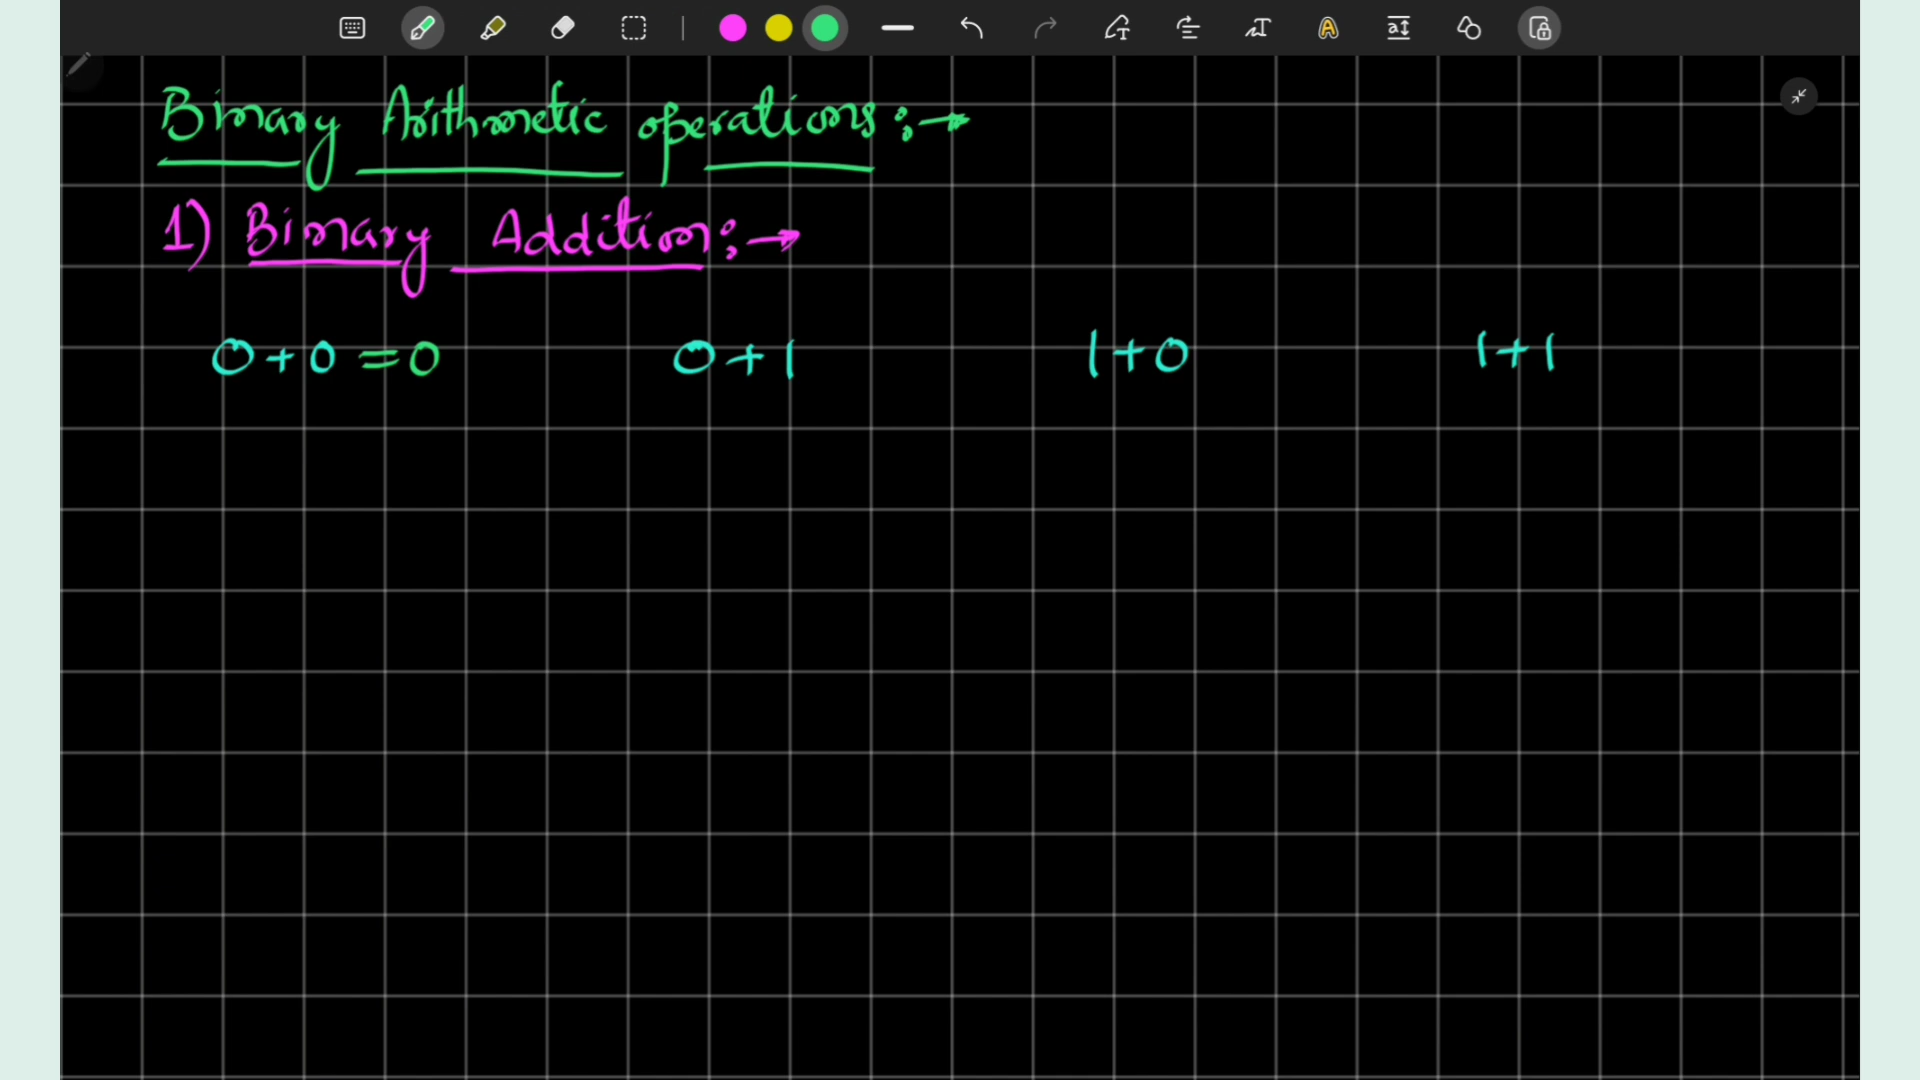 Binary Arithmetic operations:→
1) Binary Addition:→
0+0=0 0+1 1+0 1+1